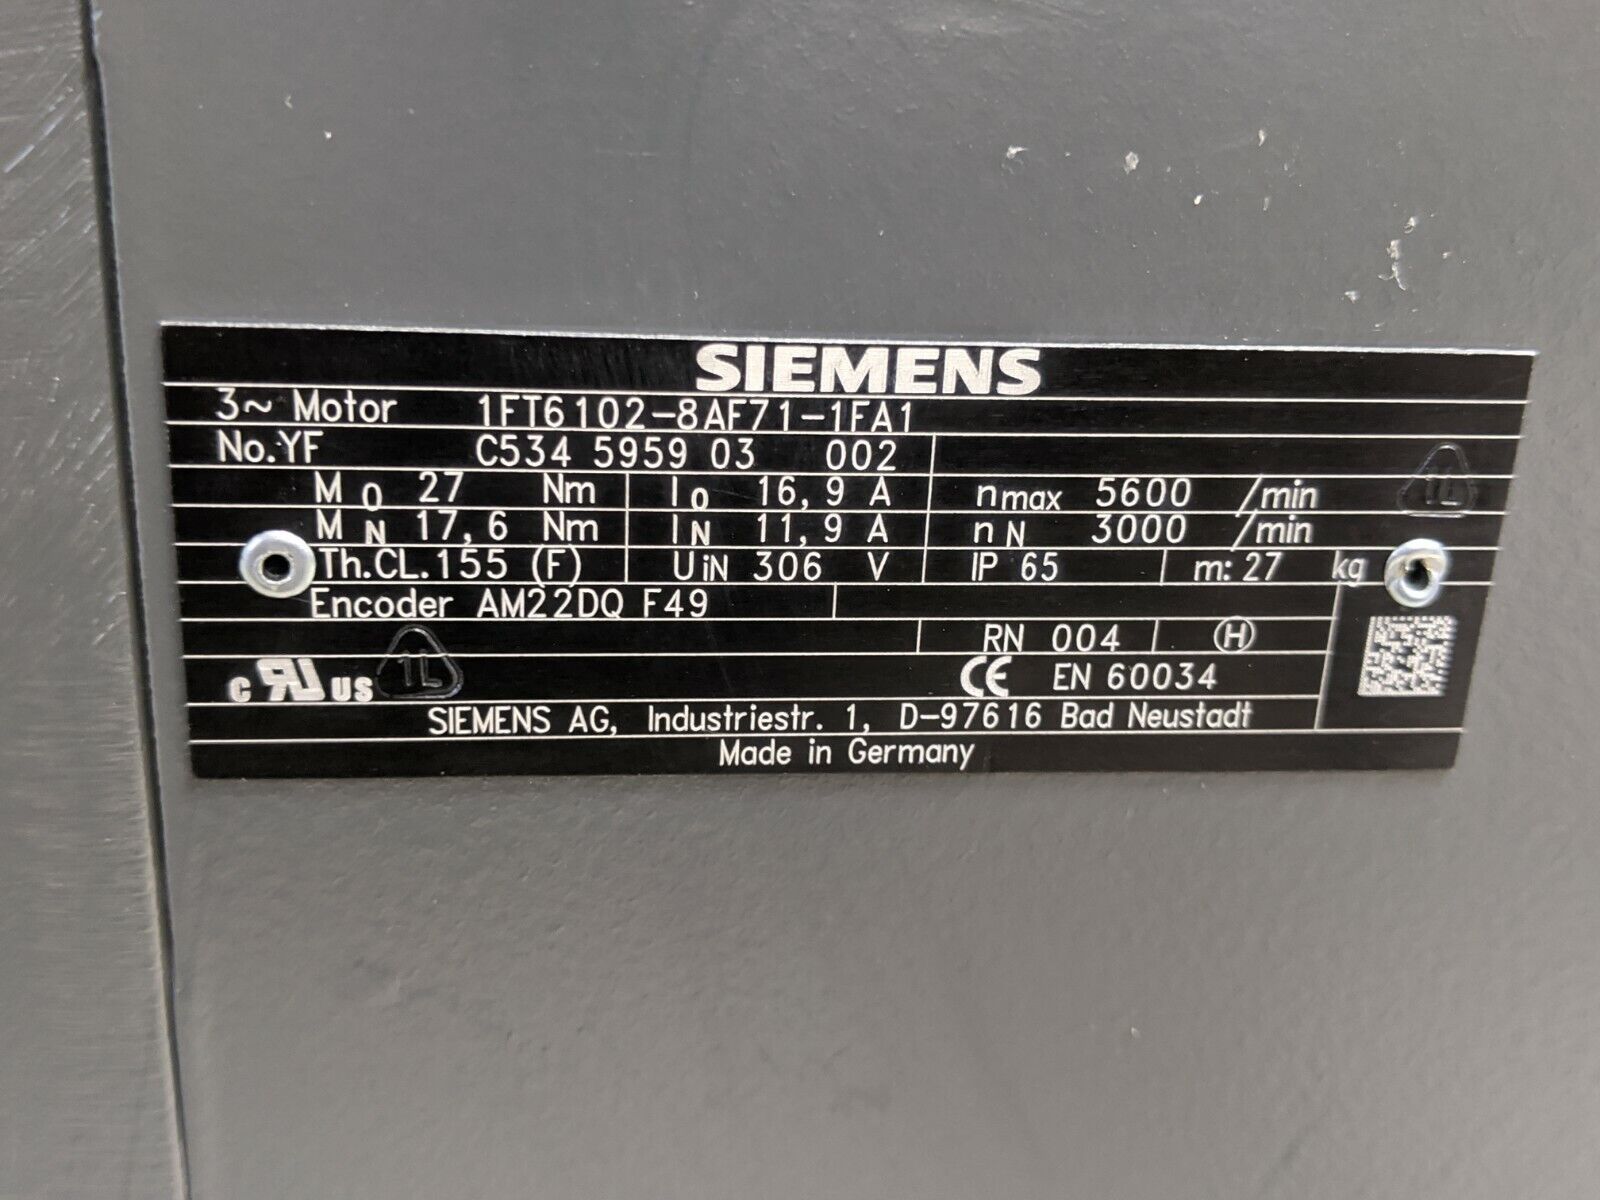 SIEMENS
3~ Motor 1FT6102-8AF71-1FA1
No.YF C534 5959 03 002
M0 27 Nm I0 16,9 A nmax 5600 /min
MN 17,6 Nm IN 11,9 A nN 3000 /min
Th.CL.155 (F) UiN 306 V IP 65 m: 27 kg
Encoder AM22DQ F49
RN 004 H
c RU US 1L CE EN 60034
1L
SIEMENS AG, Industriestr. 1, D-97616 Bad Neustadt
Made in Germany